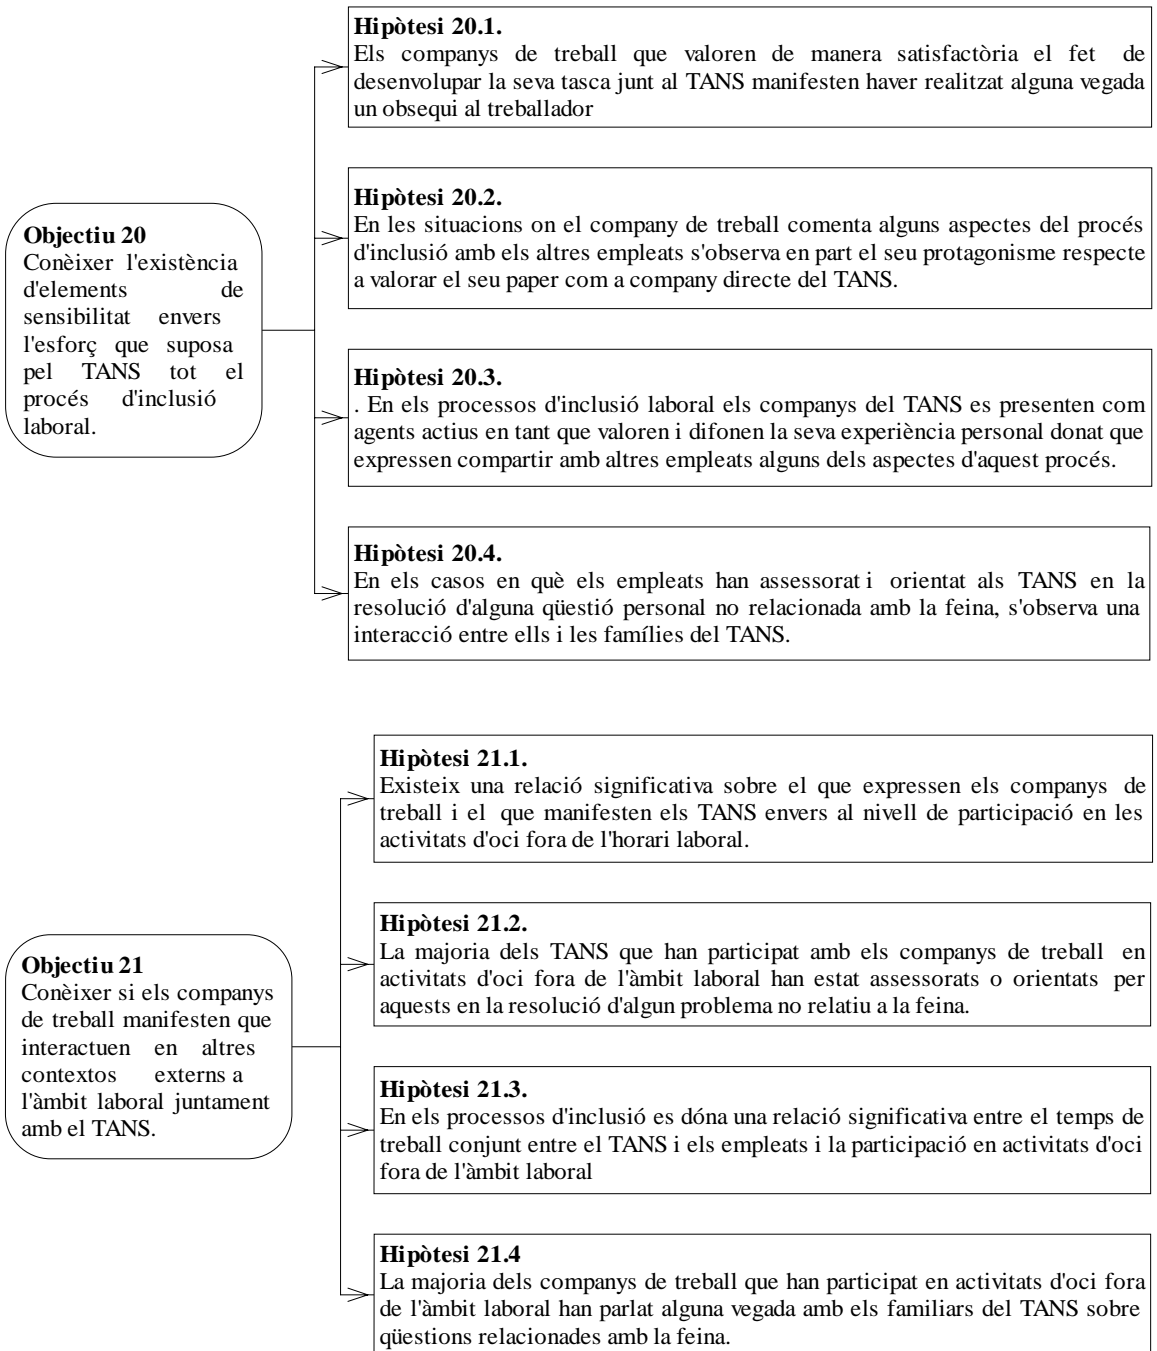 Hipòtesi 20.1.
Els companys de treball que valoren de manera satisfactòria el fet de
desenvolupar la seva tasca junt al TANS manifesten haver realitzat alguna vegada
un obsequi al treballador
Hipòtesi 20.2.
En les situacions on el company de treball comenta alguns aspectes del procés
d'inclusió amb els altres empleats s'observa en part el seu protagonisme respecte
a valorar el seu paper com a company directe del TANS.
Objectiu 20
Conèixer l'existència
d'elements de
sensibilitat envers
l'esforç que suposa
pel TANS tot el
procés d'inclusió
laboral.
Hipòtesi 20.3.
. En els processos d'inclusió laboral els companys del TANS es presenten com
agents actius en tant que valoren i difonen la seva experiència personal donat que
expressen compartir amb altres empleats alguns dels aspectes d'aquest procés.
Hipòtesi 20.4.
En els casos en què els empleats han assessorat i orientat als TANS en la
resolució d'alguna qüestió personal no relacionada amb la feina, s'observa una
interacció entre ells i les famílies del TANS.
Hipòtesi 21.1.
Existeix una relació significativa sobre el que expressen els companys de
treball i el que manifesten els TANS envers al nivell de participació en les
activitats d'oci fora de l'horari laboral.
Hipòtesi 21.2.
La majoria dels TANS que han participat amb els companys de treball en
activitats d'oci fora de l'àmbit laboral han estat assessorats o orientats per
aquests en la resolució d'algun problema no relatiu a la feina.
Objectiu 21
Conèixer si els companys
de treball manifesten que
interactuen en altres
contextos externs a
l'àmbit laboral juntament
amb el TANS.
Hipòtesi 21.3.
En els processos d'inclusió es dóna una relació significativa entre el temps de
treball conjunt entre el TANS i els empleats i la participació en activitats d'oci
fora de l'àmbit laboral
Hipòtesi 21.4
La majoria dels companys de treball que han participat en activitats d'oci fora
de l'àmbit laboral han parlat alguna vegada amb els familiars del TANS sobre
qüestions relacionades amb la feina.